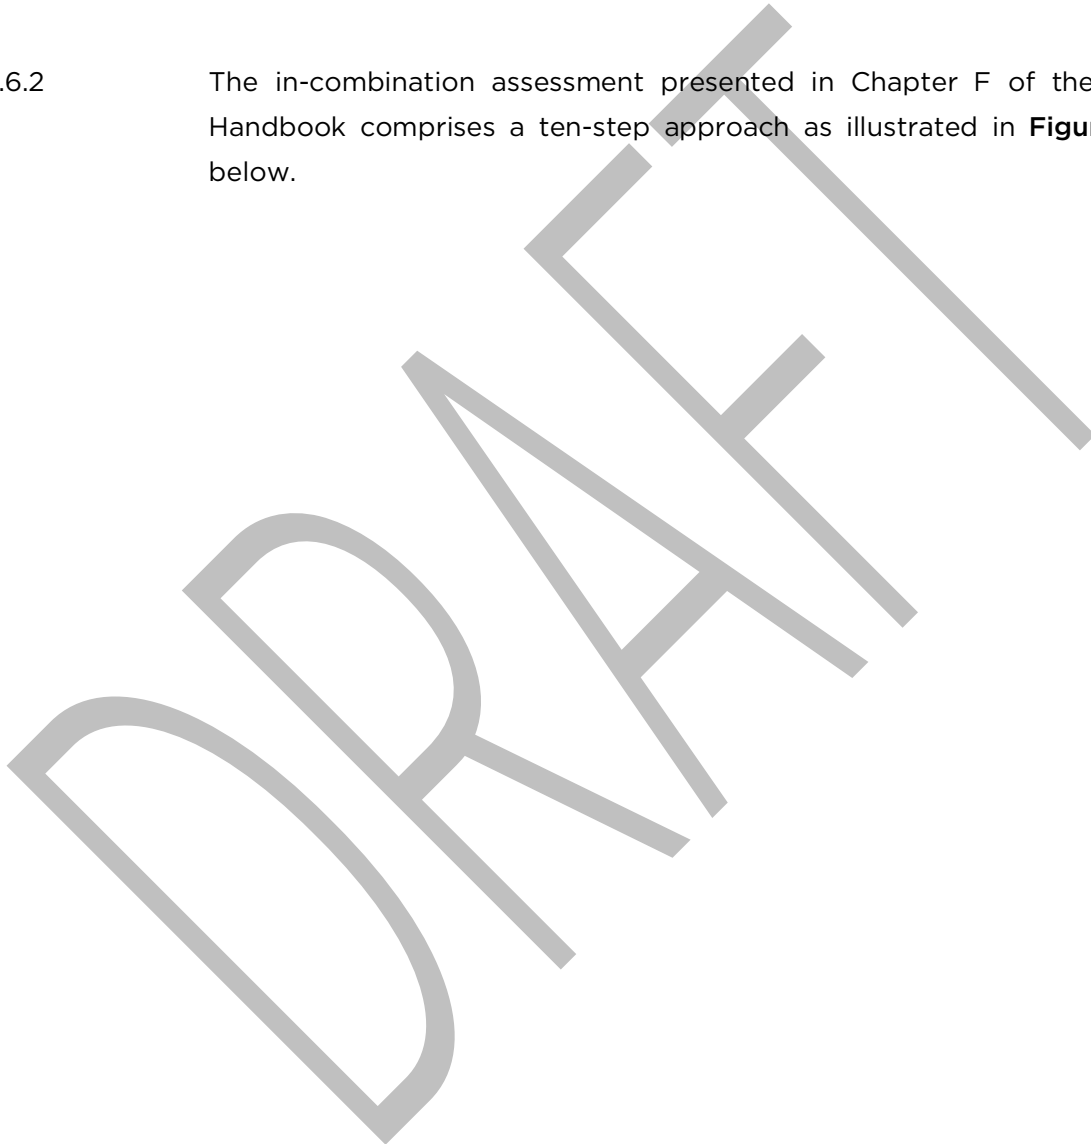 .6.2 The in-combination assessment presented in Chapter F of the
Handbook comprises a ten-step approach as illustrated in
below.
DRAFT